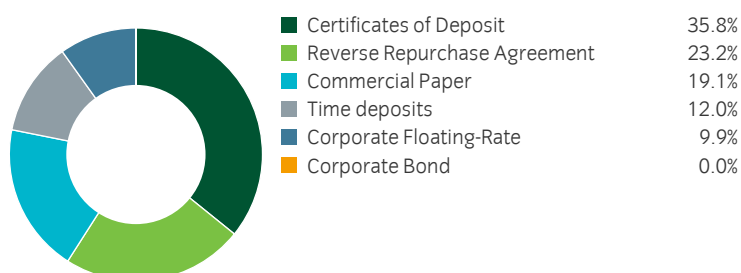 Certificates of Deposit 35.8%
Reverse Repurchase Agreement 23.2%
Commercial Paper 19.1%
Time deposits 12.0%
Corporate Floating-Rate 9.9%
Corporate Bond 0.0%